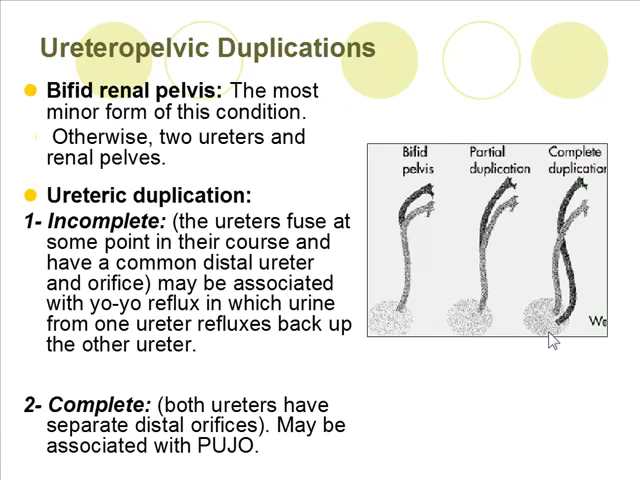 Ureteropelvic Duplications
Bifid renal pelvis: The most
minor form of this condition.
Otherwise, two ureters and
renal pelves.
Ureteric duplication:
1- Incomplete: (the ureters fuse at
some point in their course and
have a common distal ureter
and orifice) may be associated
with yo-yo reflux in which urine
from one ureter refluxes back up
the other ureter.
2- Complete: (both ureters have
separate distal orifices). May be
associated with PUJO.
Bifid
pelvis
Partial
duplication
Complete
duplication